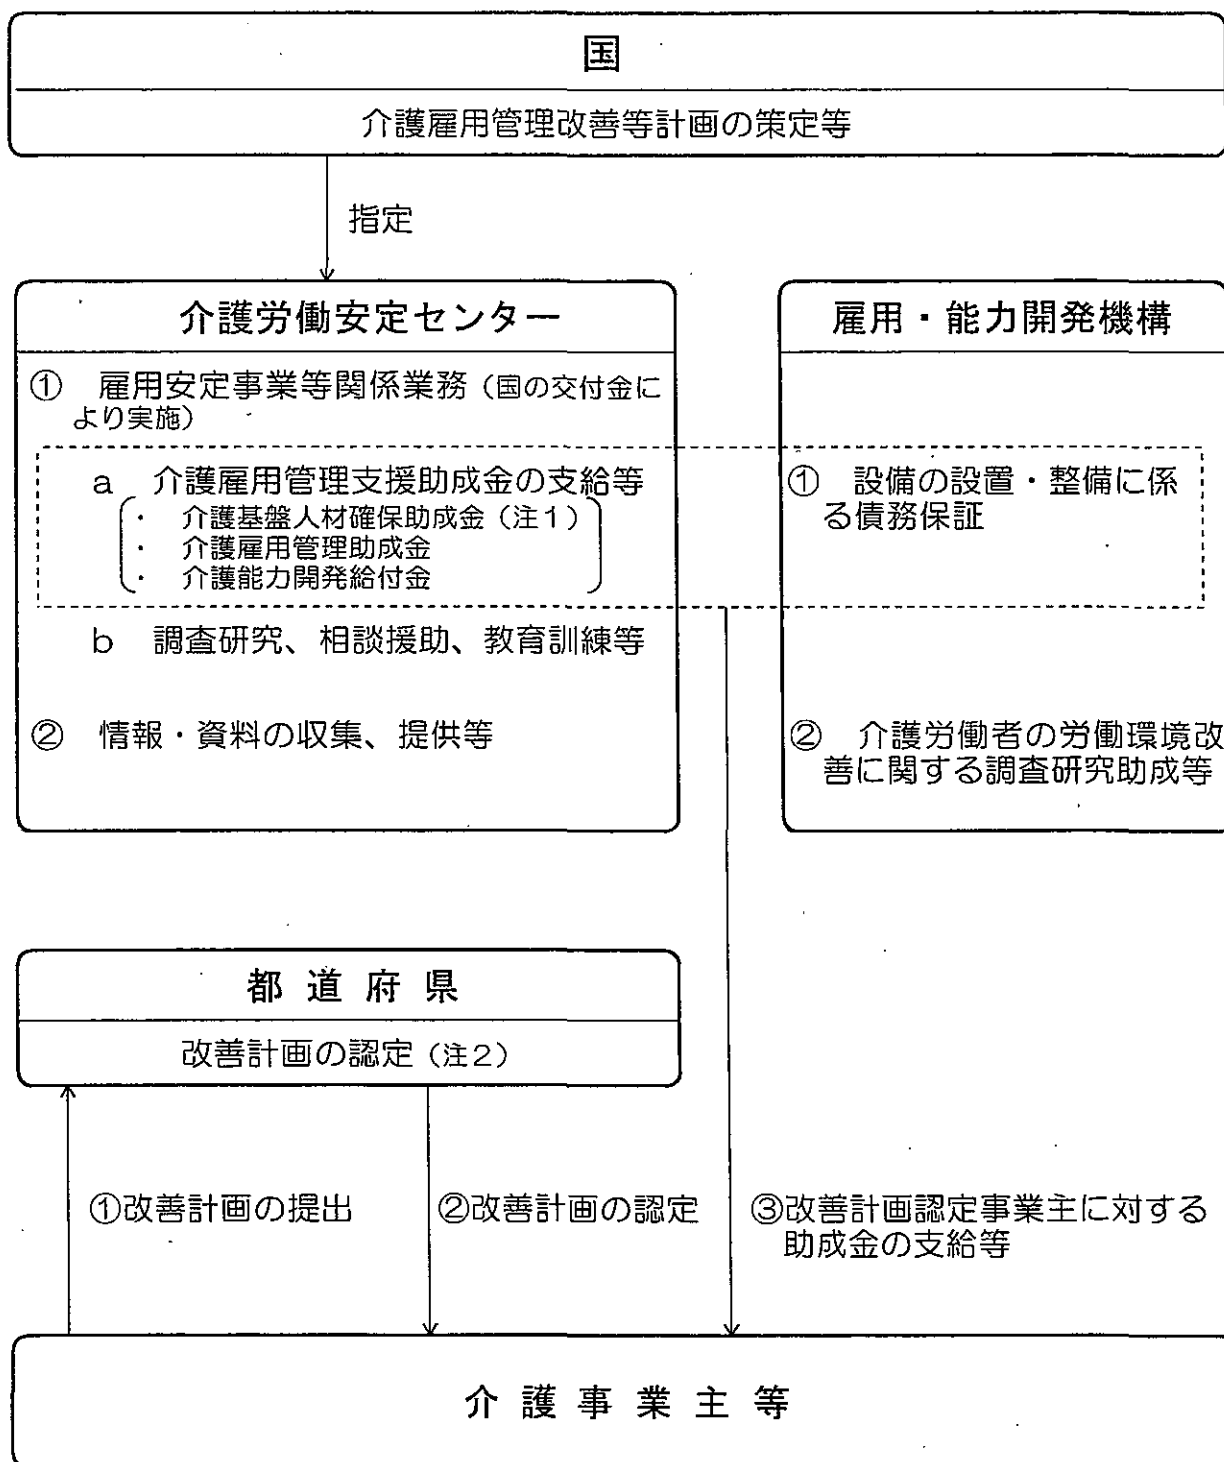 国
介護雇用管理改善等計画の策定等
指定
介護労働安定センター
① 雇用安定事業等関係業務（国の交付金に
より実施）
a 介護雇用管理支援助成金の支給等
・ 介護基盤人材確保助成金（注１）
・ 介護雇用管理助成金
・ 介護能力開発給付金
b 調査研究、相談援助、教育訓練等
② 情報・資料の収集、提供等
雇用・能力開発機構
① 設備の設置・整備に係
る債務保証
② 介護労働者の労働環境改
善に関する調査研究助成等
都道府県
改善計画の認定（注２）
①改善計画の提出
②改善計画の認定
③改善計画認定事業主に対する
助成金の支給等
介護事業主等